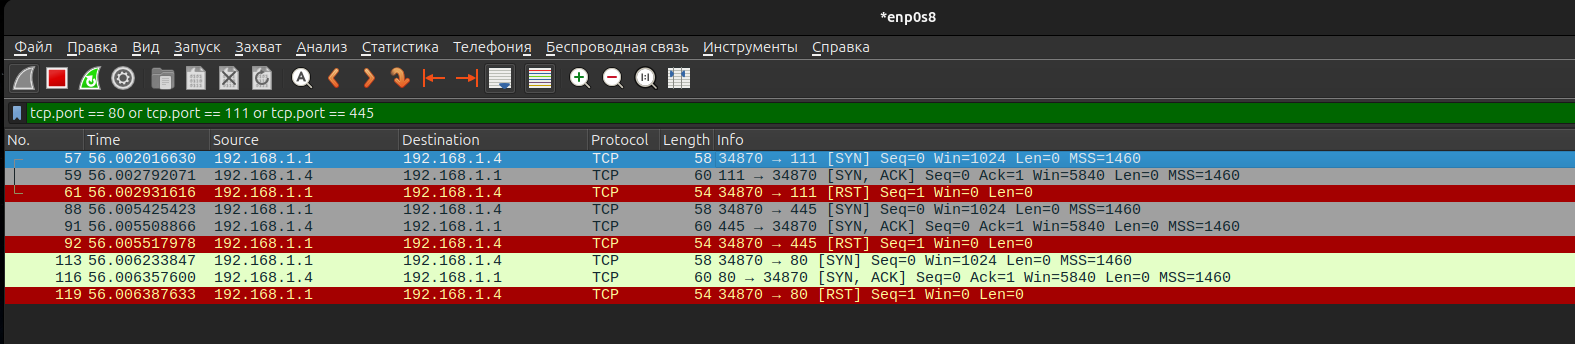 *enp0s8
Файл Правка Вид Запуск Захват Анализ Статистика Телефония Беспроводная связь Инструменты Справка
tcp.port == 80 or tcp.port == 111 or tcp.port == 445
No. Time Source Destination Protocol Length Info
57 56.002016630 192.168.1.1 192.168.1.4 TCP 58 34870 → 111 [SYN] Seq=0 Win=1024 Len=0 MSS=1460
59 56.002792071 192.168.1.4 192.168.1.1 TCP 60 111 → 34870 [SYN, ACK] Seq=0 Ack=1 Win=5840 Len=0 MSS=1460
61 56.002931616 192.168.1.1 192.168.1.4 TCP 54 34870 → 111 [RST] Seq=1 Win=0 Len=0
88 56.005425423 192.168.1.1 192.168.1.4 TCP 58 34870 → 445 [SYN] Seq=0 Win=1024 Len=0 MSS=1460
91 56.005508866 192.168.1.4 192.168.1.1 TCP 60 445 → 34870 [SYN, ACK] Seq=0 Ack=1 Win=5840 Len=0 MSS=1460
92 56.005517978 192.168.1.1 192.168.1.4 TCP 54 34870 → 445 [RST] Seq=1 Win=0 Len=0
113 56.006233847 192.168.1.1 192.168.1.4 TCP 58 34870 → 80 [SYN] Seq=0 Win=1024 Len=0 MSS=1460
116 56.006357600 192.168.1.4 192.168.1.1 TCP 60 80 → 34870 [SYN, ACK] Seq=0 Ack=1 Win=5840 Len=0 MSS=1460
119 56.006387633 192.168.1.1 192.168.1.4 TCP 54 34870 → 80 [RST] Seq=1 Win=0 Len=0